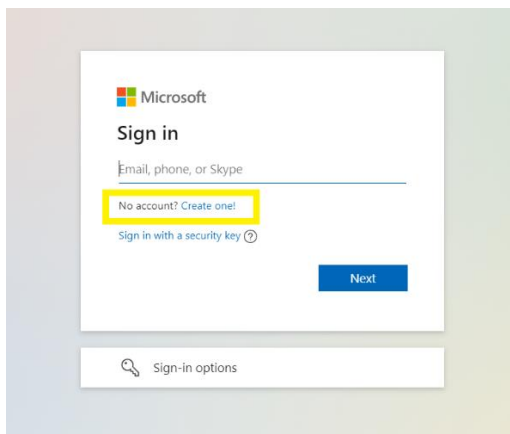 Microsoft
Sign in
Email, phone, or Skype
No account? Create one!
Sign in with a security key
Next
Sign-in options